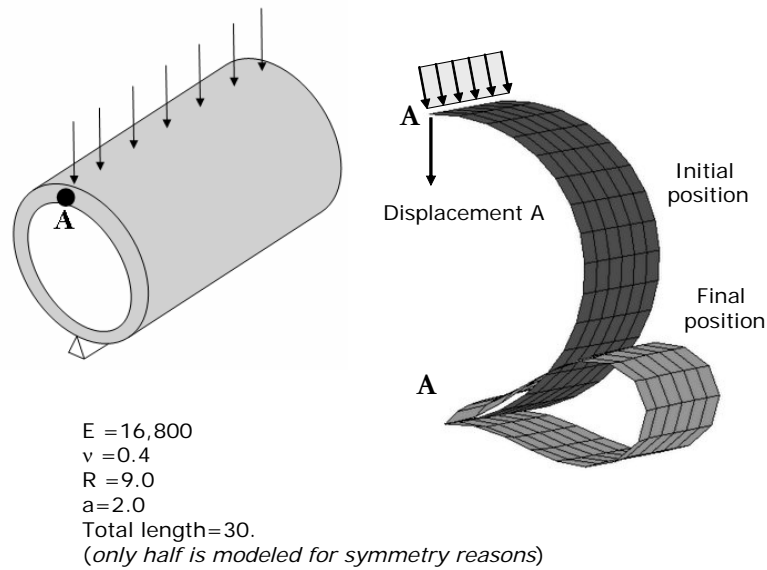 A
A
Displacement A
Initial
position
Final
position
A
E =16,800
ν =0.4
R =9.0
a=2.0
Total length=30.
(only half is modeled for symmetry reasons)